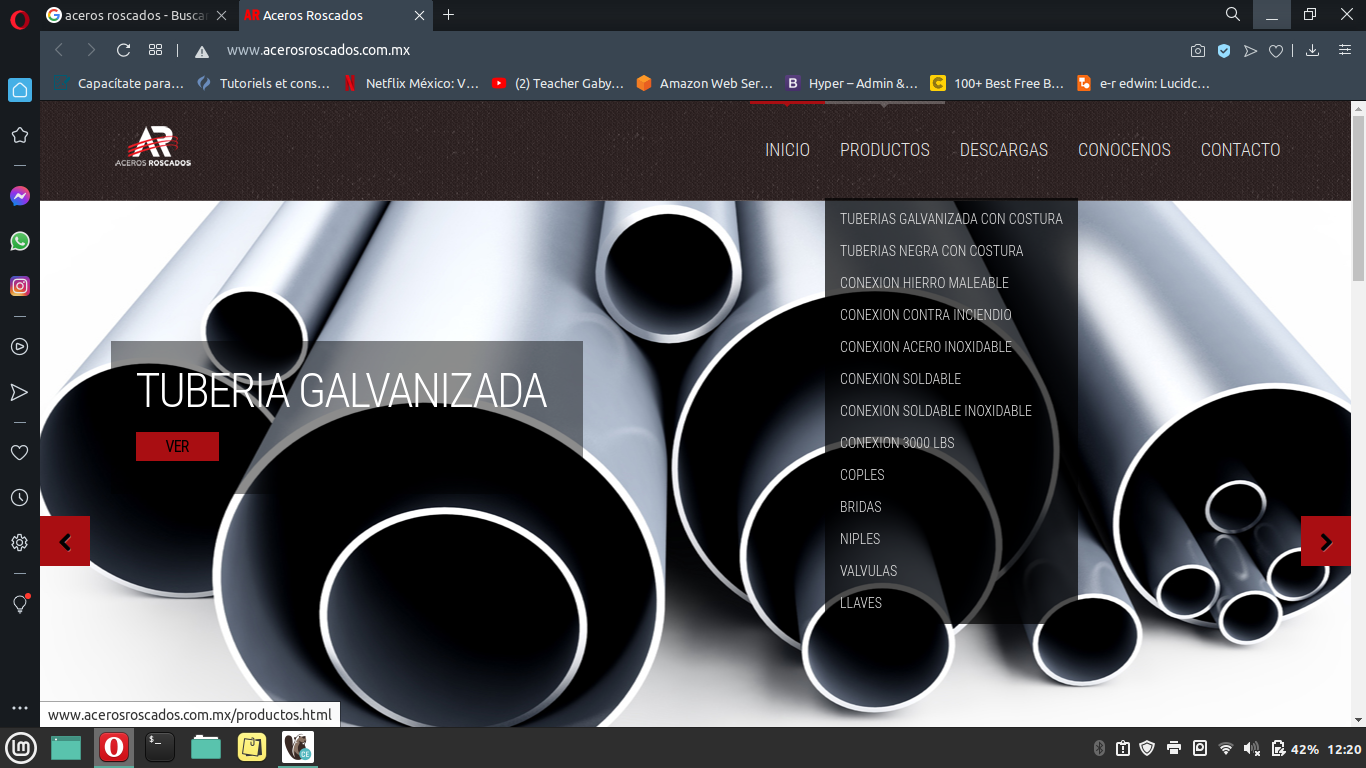 aceros roscados - Buscar
AR Aceros Roscados
www.acerosroscados.com.mx
Capacítate para…
Tutoriels et cons…
Netflix México: V…
(2) Teacher Gaby…
Amazon Web Ser…
B Hyper – Admin &…
C 100+ Best Free B…
e-r edwin: Lucidc…
AR
ACEROS ROSCADOS
INICIO
PRODUCTOS
DESCARGAS
CONOCENOS
CONTACTO
TUBERIAS GALVANIZADA CON COSTURA
TUBERIAS NEGRA CON COSTURA
CONEXION HIERRO MALEABLE
CONEXION CONTRA INCIENDIO
CONEXION ACERO INOXIDABLE
CONEXION SOLDABLE
CONEXION SOLDABLE INOXIDABLE
CONEXION 3000 LBS
COPLES
BRIDAS
NIPLES
VALVULAS
LLAVES
TUBERIA GALVANIZADA
VER
www.acerosroscados.com.mx/productos.html
42% 12:20